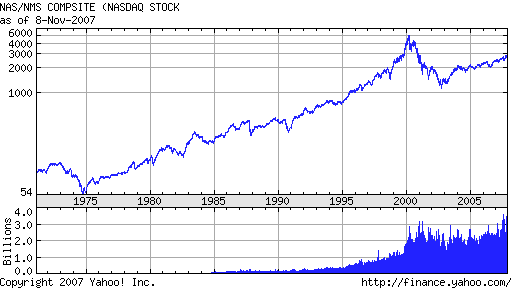 NAS/NMS COMPSITE (NASDAQ STOCK
as of 8-Nov-2007
6000
3000
2000
1000
54
1975 1980 1985 1990 1995 2000 2005
4.0
3.0
2.0
1.0
0.0
Billions
Copyright 2007 Yahoo! Inc. http://finance.yahoo.com/